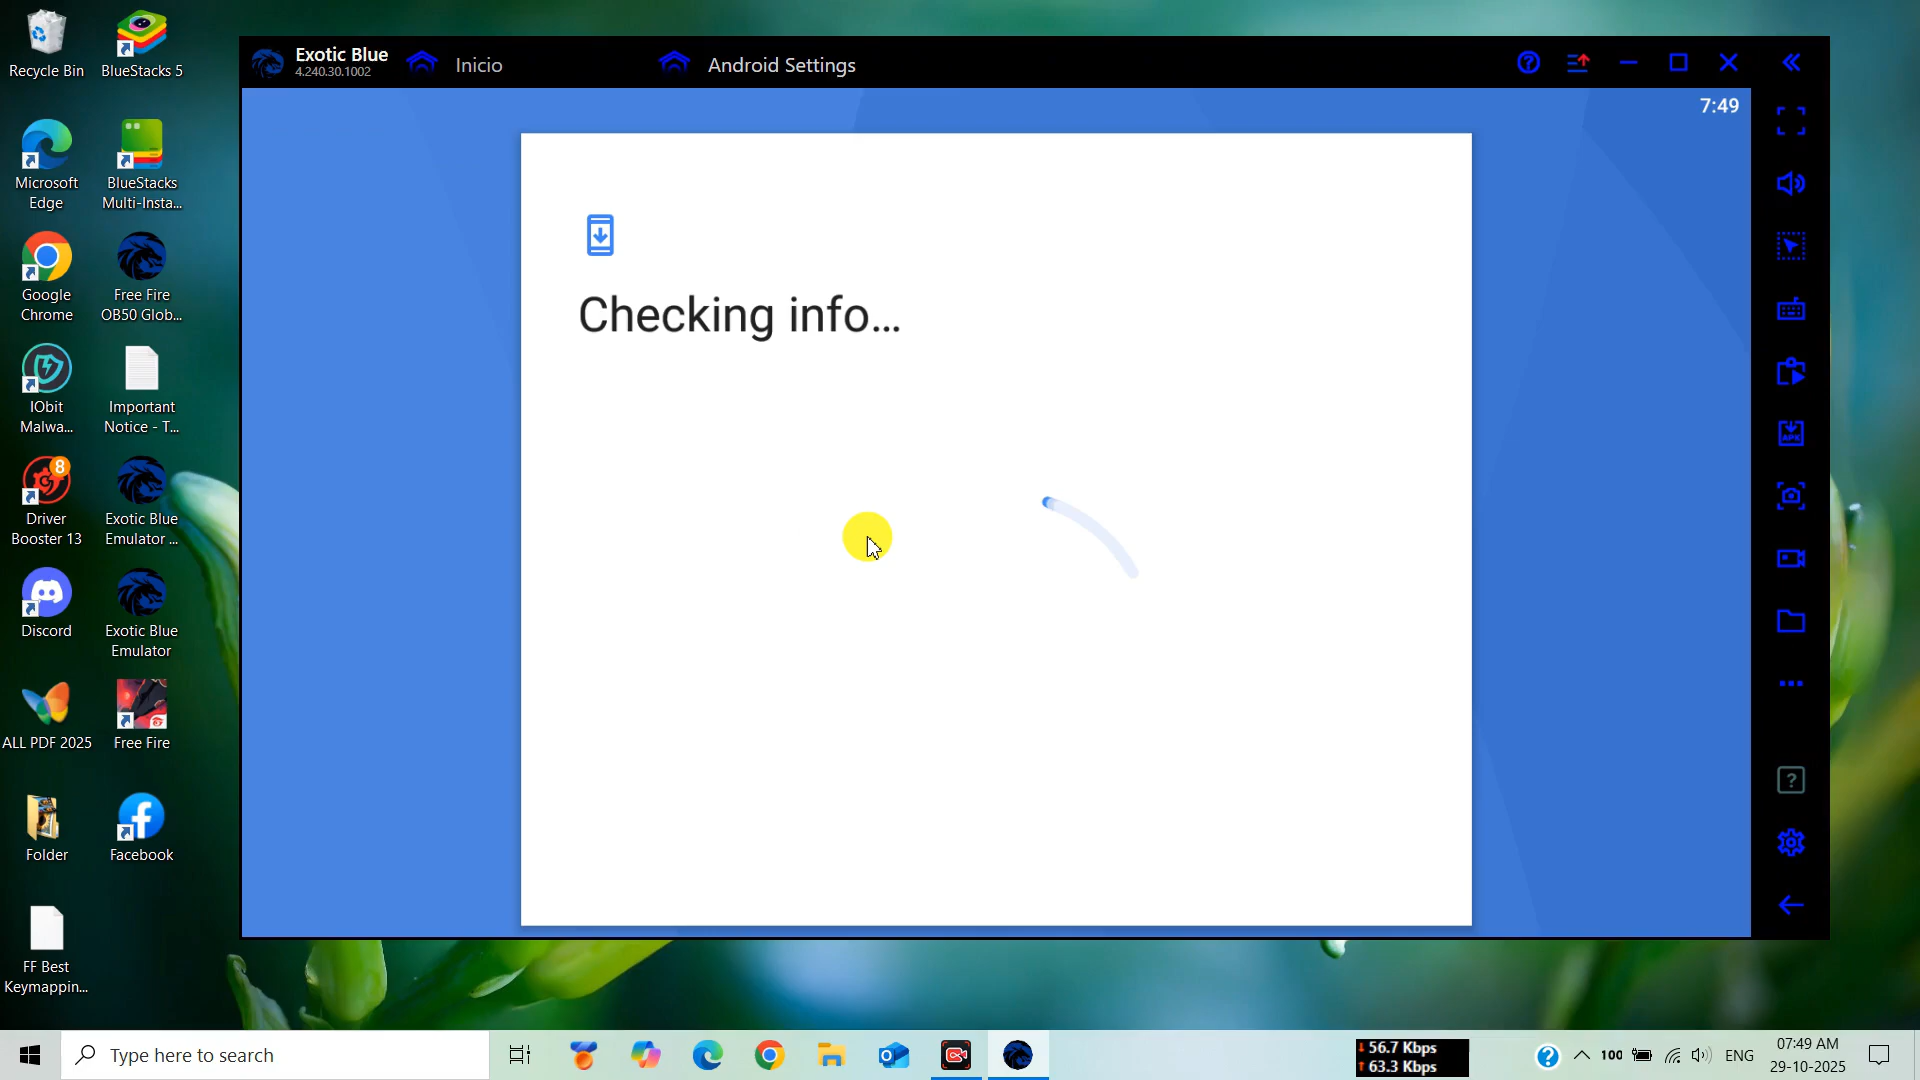 Recycle Bin
BlueStacks 5
Microsoft
Edge
BlueStacks
Multi-Insta...
Google
Chrome
Free Fire
OB50 Glob...
IObit
Malwa...
Important
Notice - T...
8
Driver
Booster 13
Exotic Blue
Emulator ...
Discord
Exotic Blue
Emulator
ALL PDF 2025
Free Fire
Folder
Facebook
FF Best
Keymappin...
Exotic Blue
4.240.30.1002
Inicio
Android Settings
7:49
Checking info...
APK
Type here to search
56.7 Kbps
63.3 Kbps
100
ENG
07:49 AM
29-10-2025